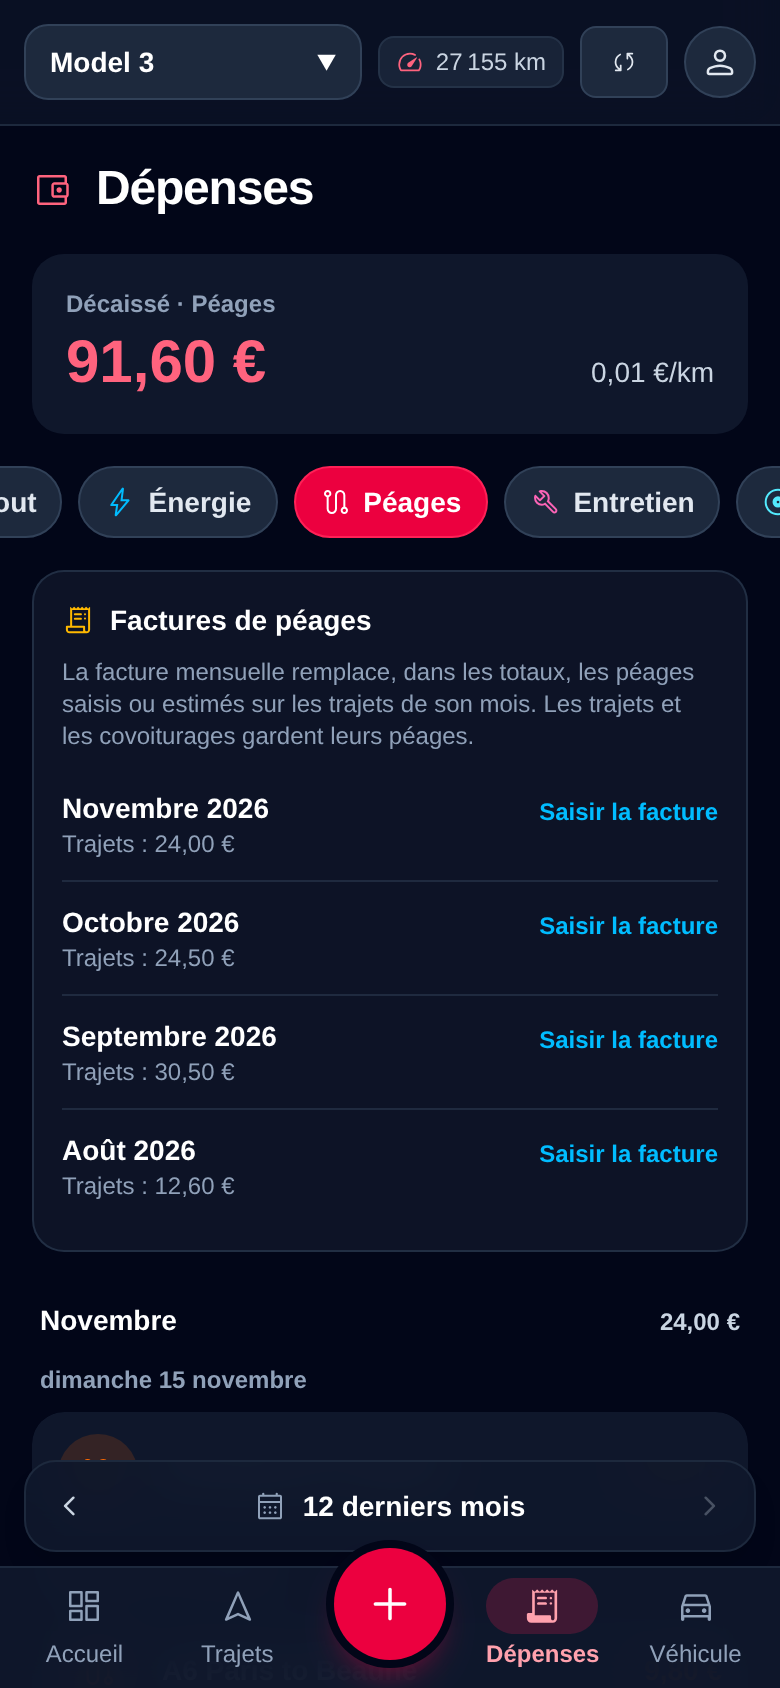 Model 3
27 155 km
Dépenses
Décaissé · Péages
91,60 €
0,01 €/km
out
Énergie
Péages
Entretien
Factures de péages
La facture mensuelle remplace, dans les totaux, les péages
saisis ou estimés sur les trajets de son mois. Les trajets et
les covoiturages gardent leurs péages.
Novembre 2026
Saisir la facture
Trajets : 24,00 €
Octobre 2026
Saisir la facture
Trajets : 24,50 €
Septembre 2026
Saisir la facture
Trajets : 30,50 €
Août 2026
Saisir la facture
Trajets : 12,60 €
Novembre
24,00 €
dimanche 15 novembre
12 derniers mois
Accueil
Trajets
Dépenses
Véhicule
A6 Paris to Beaune